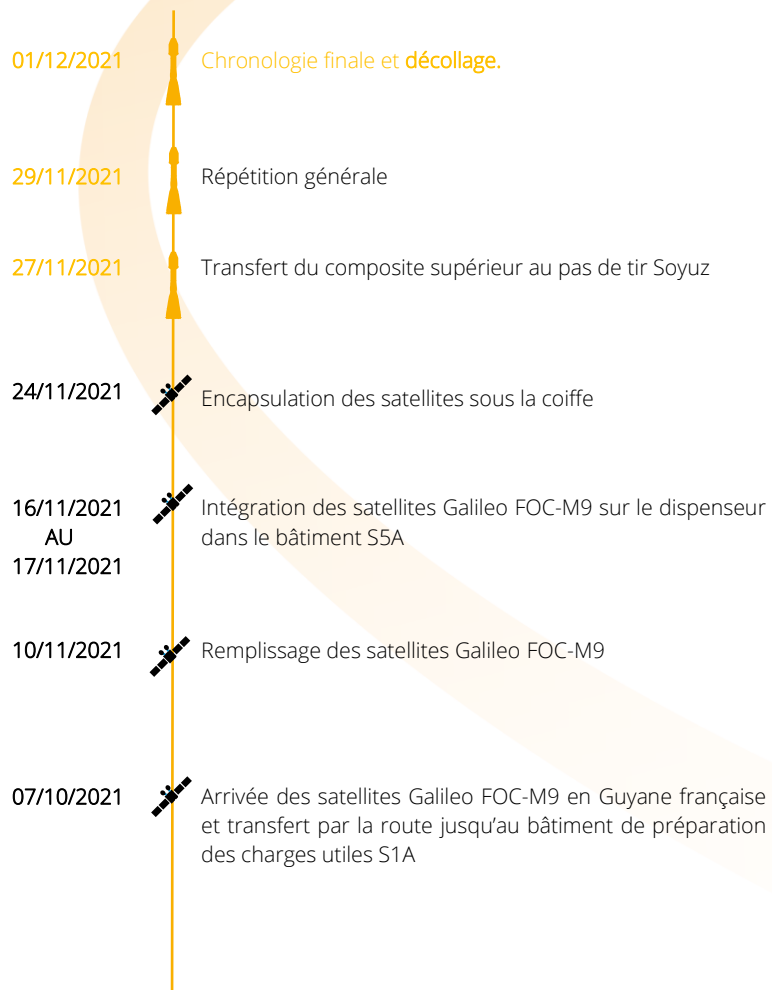 01/12/2021
Chronologie finale et décollage.
29/11/2021
Répétition générale
27/11/2021
Transfert du composite supérieur au pas de tir Soyuz
24/11/2021
Encapsulation des satellites sous la coiffe
16/11/2021
AU
17/11/2021
Intégration des satellites Galileo FOC-M9 sur le dispenseur
dans le bâtiment S5A
10/11/2021
Remplissage des satellites Galileo FOC-M9
07/10/2021
Arrivée des satellites Galileo FOC-M9 en Guyane française
et transfert par la route jusqu’au bâtiment de préparation
des charges utiles S1A